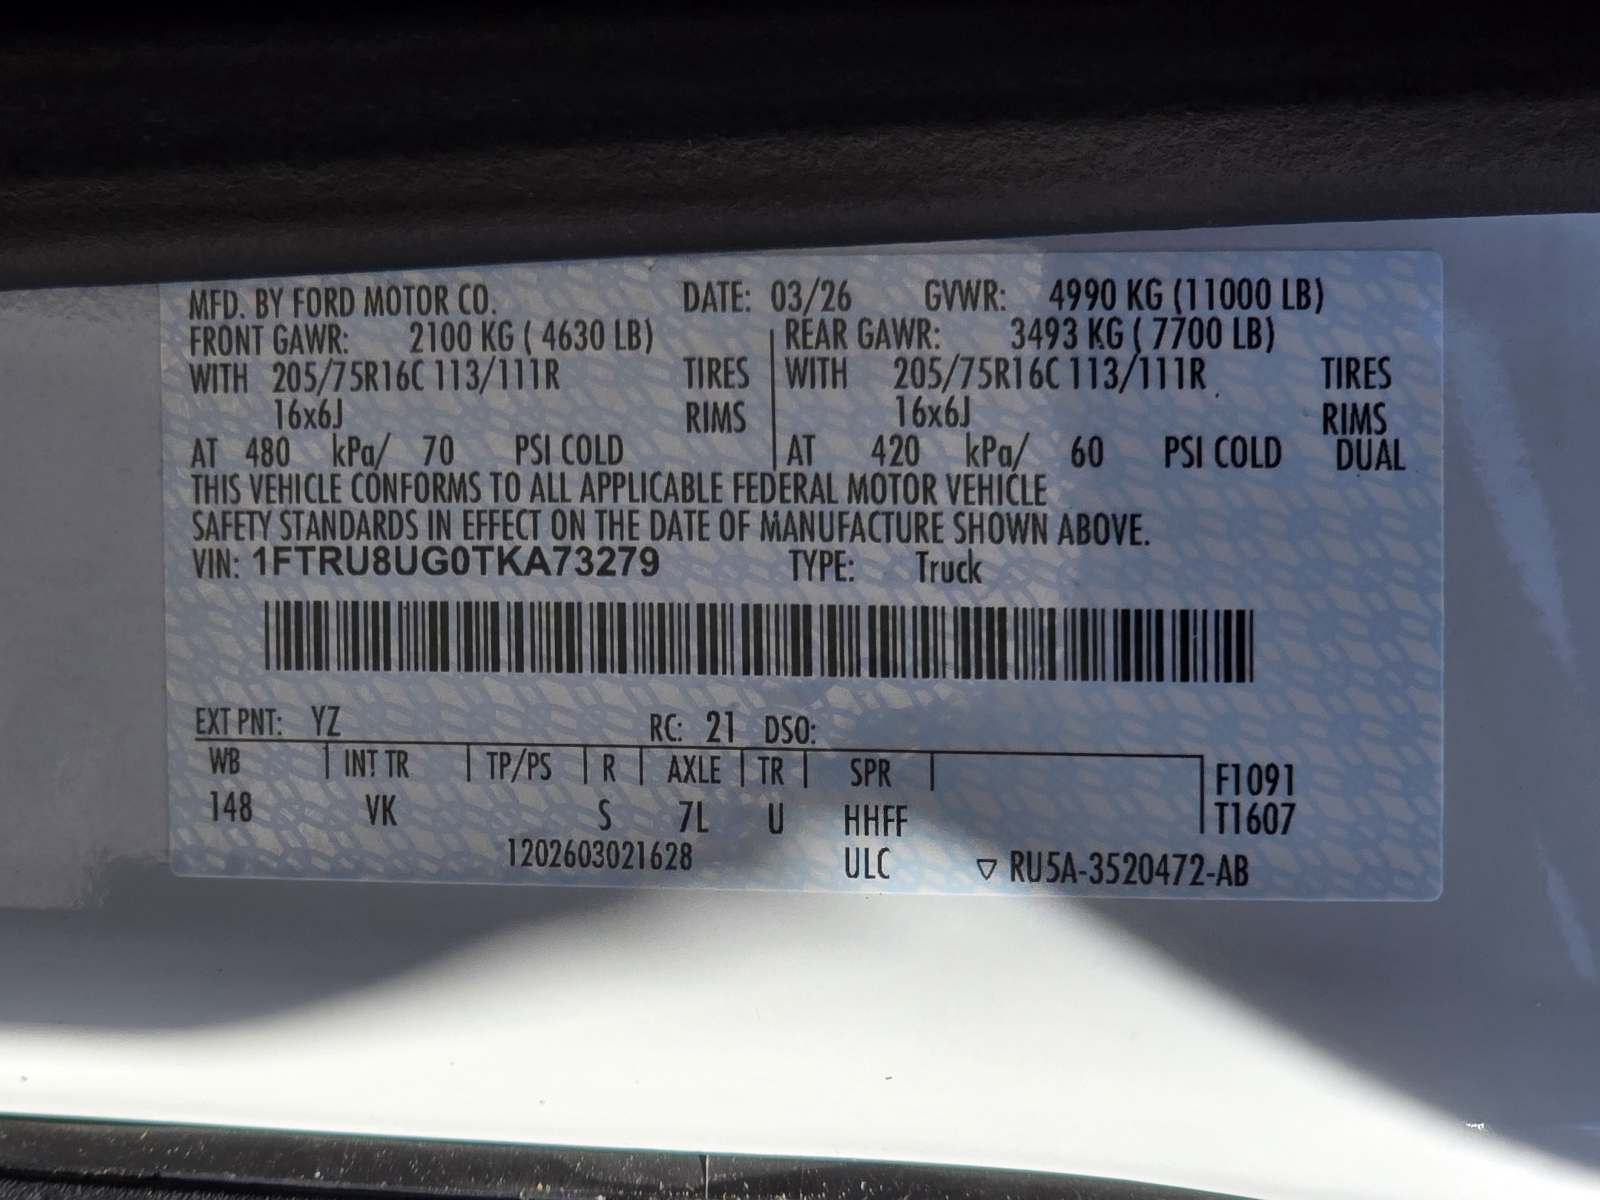 MFD. BY FORD MOTOR CO. DATE: 03/26 GVWR: 4990 KG (11000 LB)
FRONT GAWR: 2100 KG ( 4630 LB) REAR GAWR: 3493 KG ( 7700 LB)
WITH 205/75R16C 113/111R TIRES WITH 205/75R16C 113/111R TIRES
16x6J RIMS 16x6J RIMS
AT 480 kPa/ 70 PSI COLD AT 420 kPa/ 60 PSI COLD DUAL
THIS VEHICLE CONFORMS TO ALL APPLICABLE FEDERAL MOTOR VEHICLE
SAFETY STANDARDS IN EFFECT ON THE DATE OF MANUFACTURE SHOWN ABOVE.
VIN: 1FTRU8UG0TKA73279 TYPE: Truck
EXT PNT: YZ RC: 21 DSO:
WB INT TR TP/PS R AXLE TR SPR F1091
148 VK S 7L U HHFF T1607
1202603021628 ULC ▽ RU5A-3520472-AB